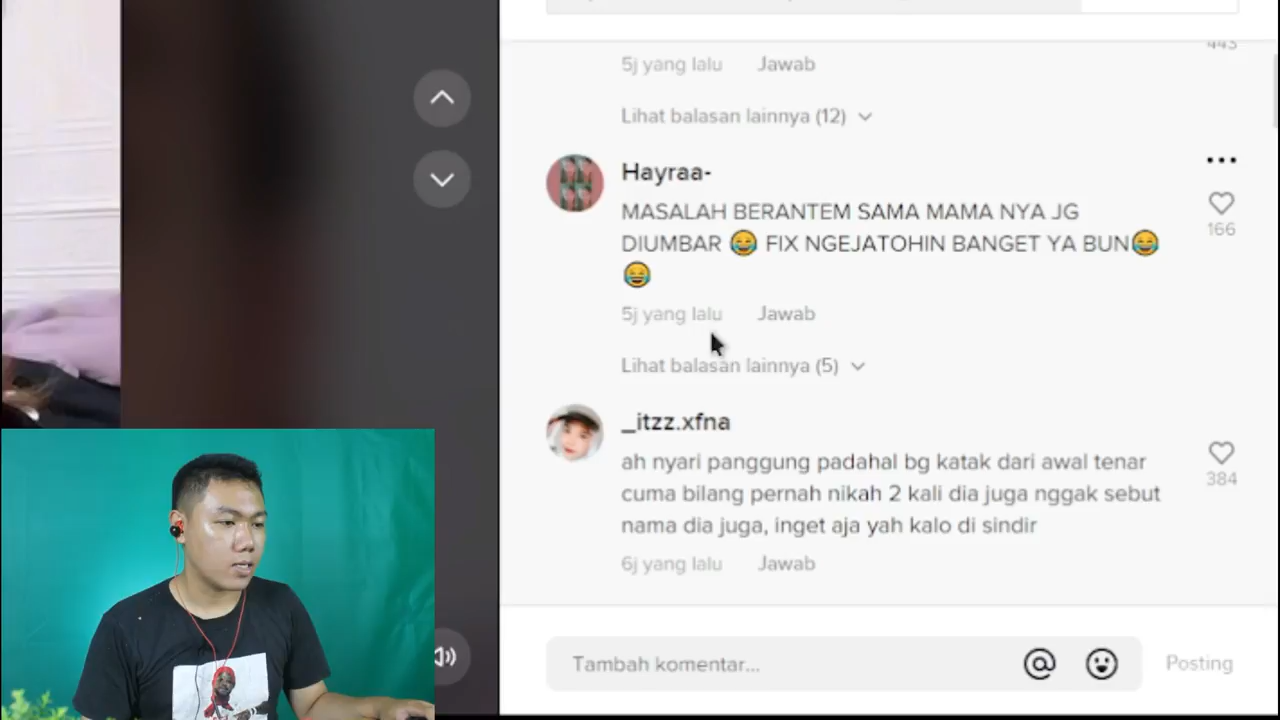 443
5j yang lalu Jawab
Lihat balasan lainnya (12)
Hayraa-
MASALAH BERANTEM SAMA MAMA NYA JG
DIUMBAR 😂 FIX NGEJATOHIN BANGET YA BUN😂
😂
166
5j yang lalu Jawab
Lihat balasan lainnya (5)
_itzz.xfna
ah nyari panggung padahal bg katak dari awal tenar
cuma bilang pernah nikah 2 kali dia juga nggak sebut
nama dia juga, inget aja yah kalo di sindir
384
6j yang lalu Jawab
Tambah komentar... Posting